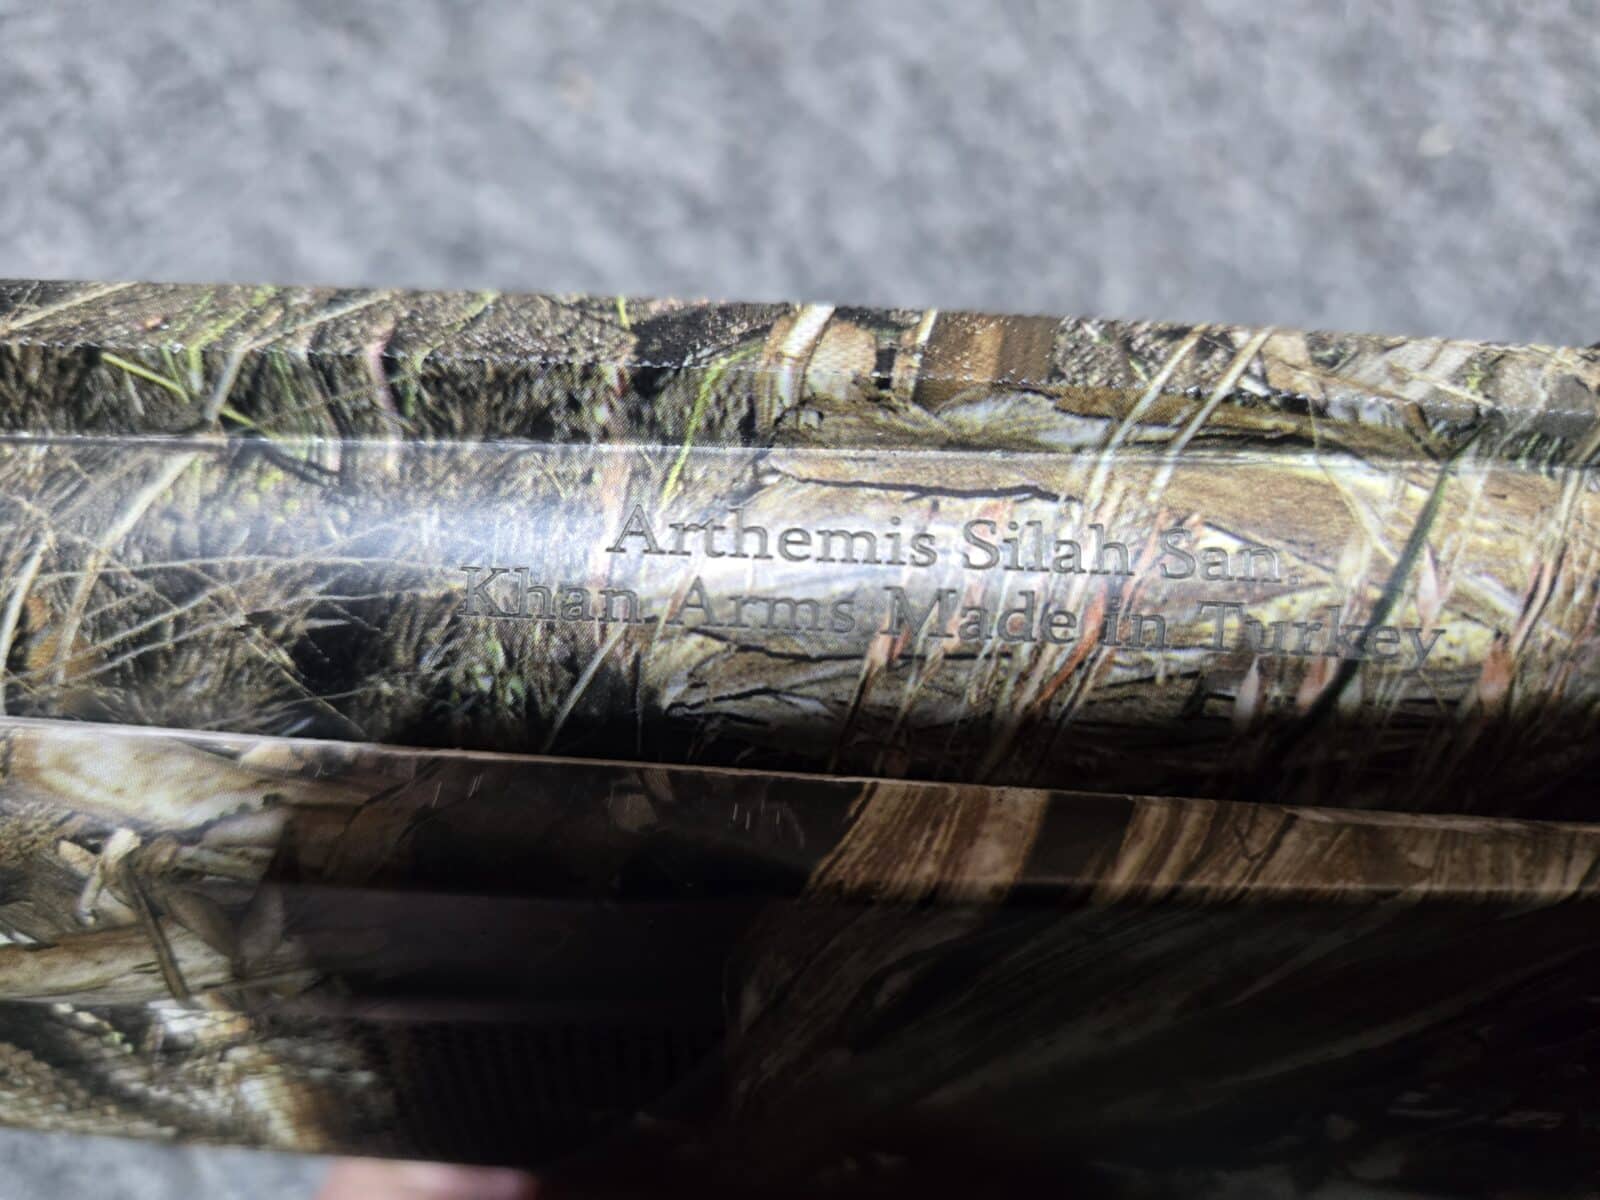 Arthemis Silah San.
Khan Arms Made in Turkey